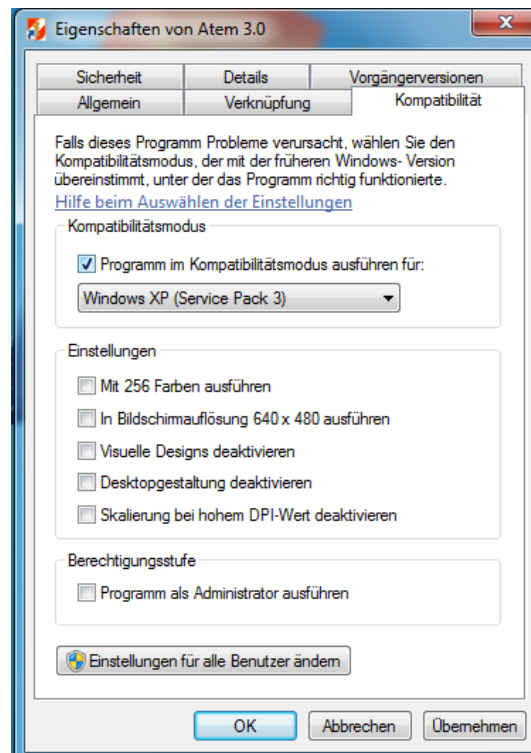 Eigenschaften von Atem 3.0
Sicherheit Details Vorgängerversionen
Allgemein Verknüpfung Kompatibilität
Falls dieses Programm Probleme verursacht, wählen Sie den
Kompatibilitätsmodus, der mit der früheren Windows- Version
übereinstimmt, unter der das Programm richtig funktionierte.
Hilfe beim Auswählen der Einstellungen
Kompatibilitätsmodus
Programm im Kompatibilitätsmodus ausführen für:
Windows XP (Service Pack 3)
Einstellungen
Mit 256 Farben ausführen
In Bildschirmauflösung 640 x 480 ausführen
Visuelle Designs deaktivieren
Desktopgestaltung deaktivieren
Skalierung bei hohem DPI-Wert deaktivieren
Berechtigungsstufe
Programm als Administrator ausführen
Einstellungen für alle Benutzer ändern
OK Abbrechen Übernehmen